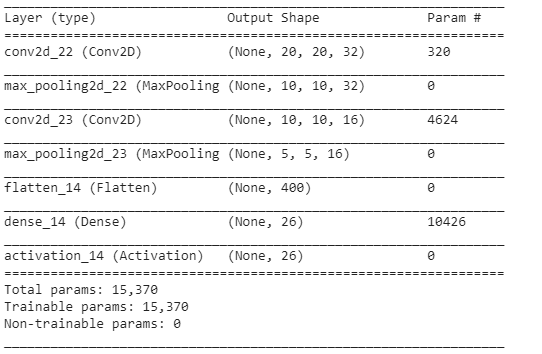 Layer (type) Output Shape Param #
conv2d_22 (Conv2D) (None, 20, 20, 32) 320
max_pooling2d_22 (MaxPooling (None, 10, 10, 32) 0
conv2d_23 (Conv2D) (None, 10, 10, 16) 4624
max_pooling2d_23 (MaxPooling (None, 5, 5, 16) 0
flatten_14 (Flatten) (None, 400) 0
dense_14 (Dense) (None, 26) 10426
activation_14 (Activation) (None, 26) 0
Total params: 15,370
Trainable params: 15,370
Non-trainable params: 0